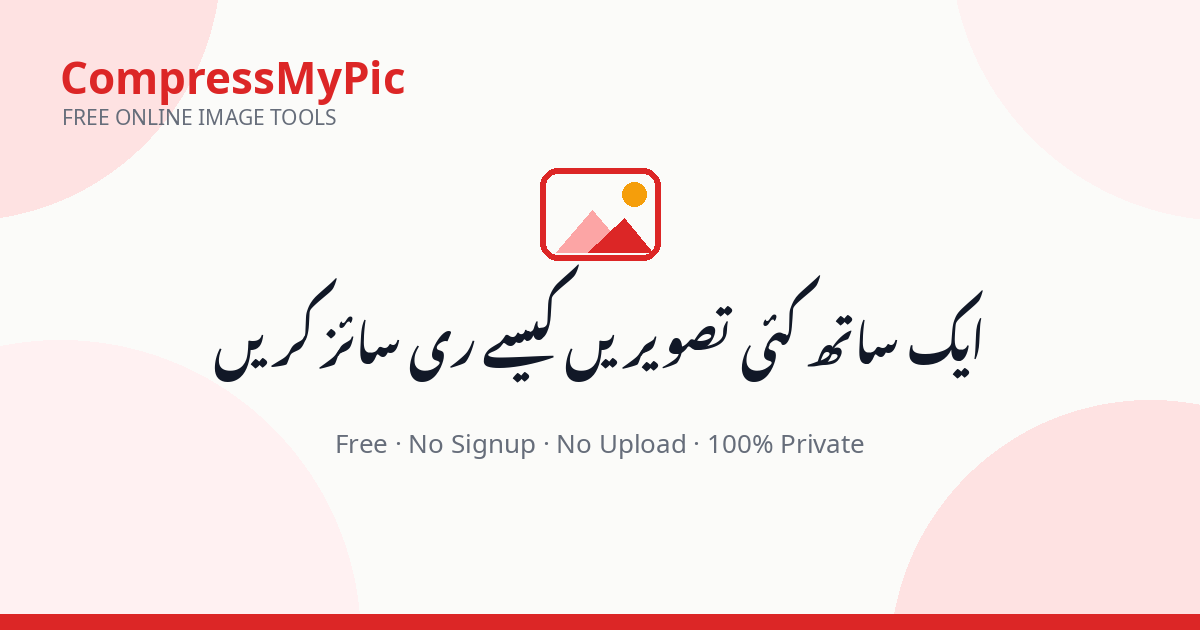 CompressMyPic
FREE ONLINE IMAGE TOOLS
ایک ساتھ کئی تصویریں کیسے ری سائز کریں
Free · No Signup · No Upload · 100% Private